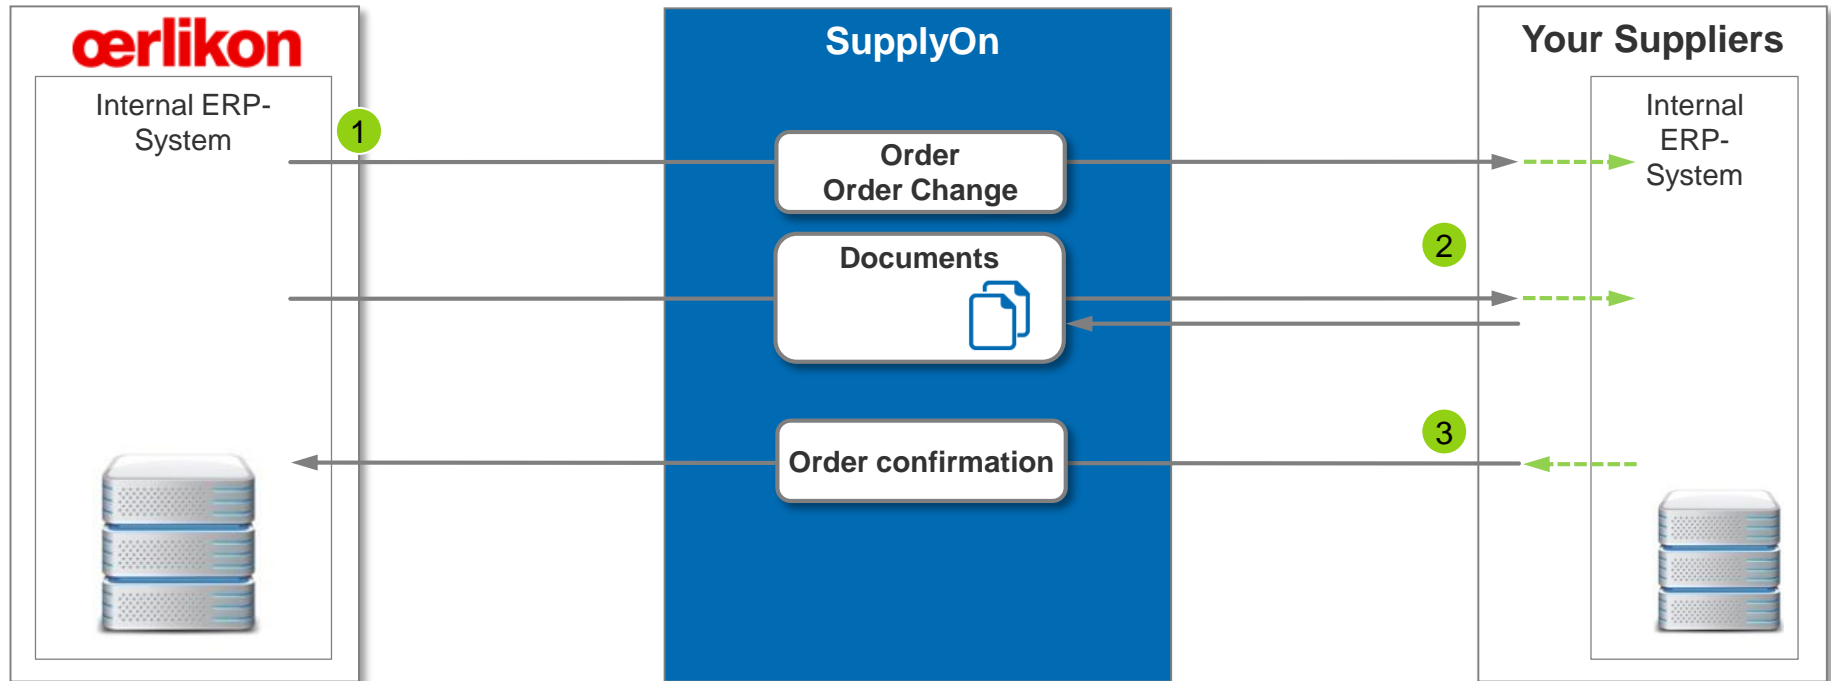 œrlikon
Internal ERP-
System
1
SupplyOn
Order
Order Change
Documents
Order confirmation
2
3
Your Suppliers
Internal
ERP-
System